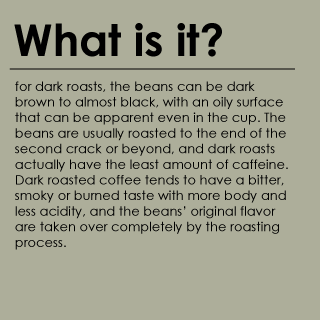 What is it?
for dark roasts, the beans can be dark
brown to almost black, with an oily surface
that can be apparent even in the cup. The
beans are usually roasted to the end of the
second crack or beyond, and dark roasts
actually have the least amount of caffeine.
Dark roasted coffee tends to have a bitter,
smoky or burned taste with more body and
less acidity, and the beans’ original flavor
are taken over completely by the roasting
process.